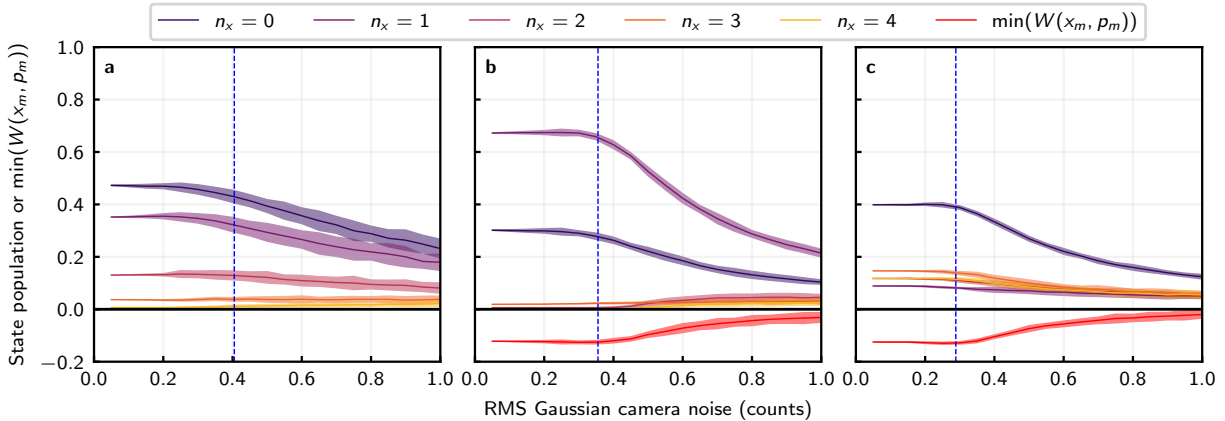 n_x = 0 n_x = 1 n_x = 2 n_x = 3 n_x = 4 min(W(x_m, p_m))
State population or min(W(x_m, p_m))
1.0
0.8
0.6
0.4
0.2
0.0
−0.2
a
b
c
0.0 0.2 0.4 0.6 0.8 1.0 0.0 0.2 0.4 0.6 0.8 1.0 0.0 0.2 0.4 0.6 0.8 1.0
RMS Gaussian camera noise (counts)